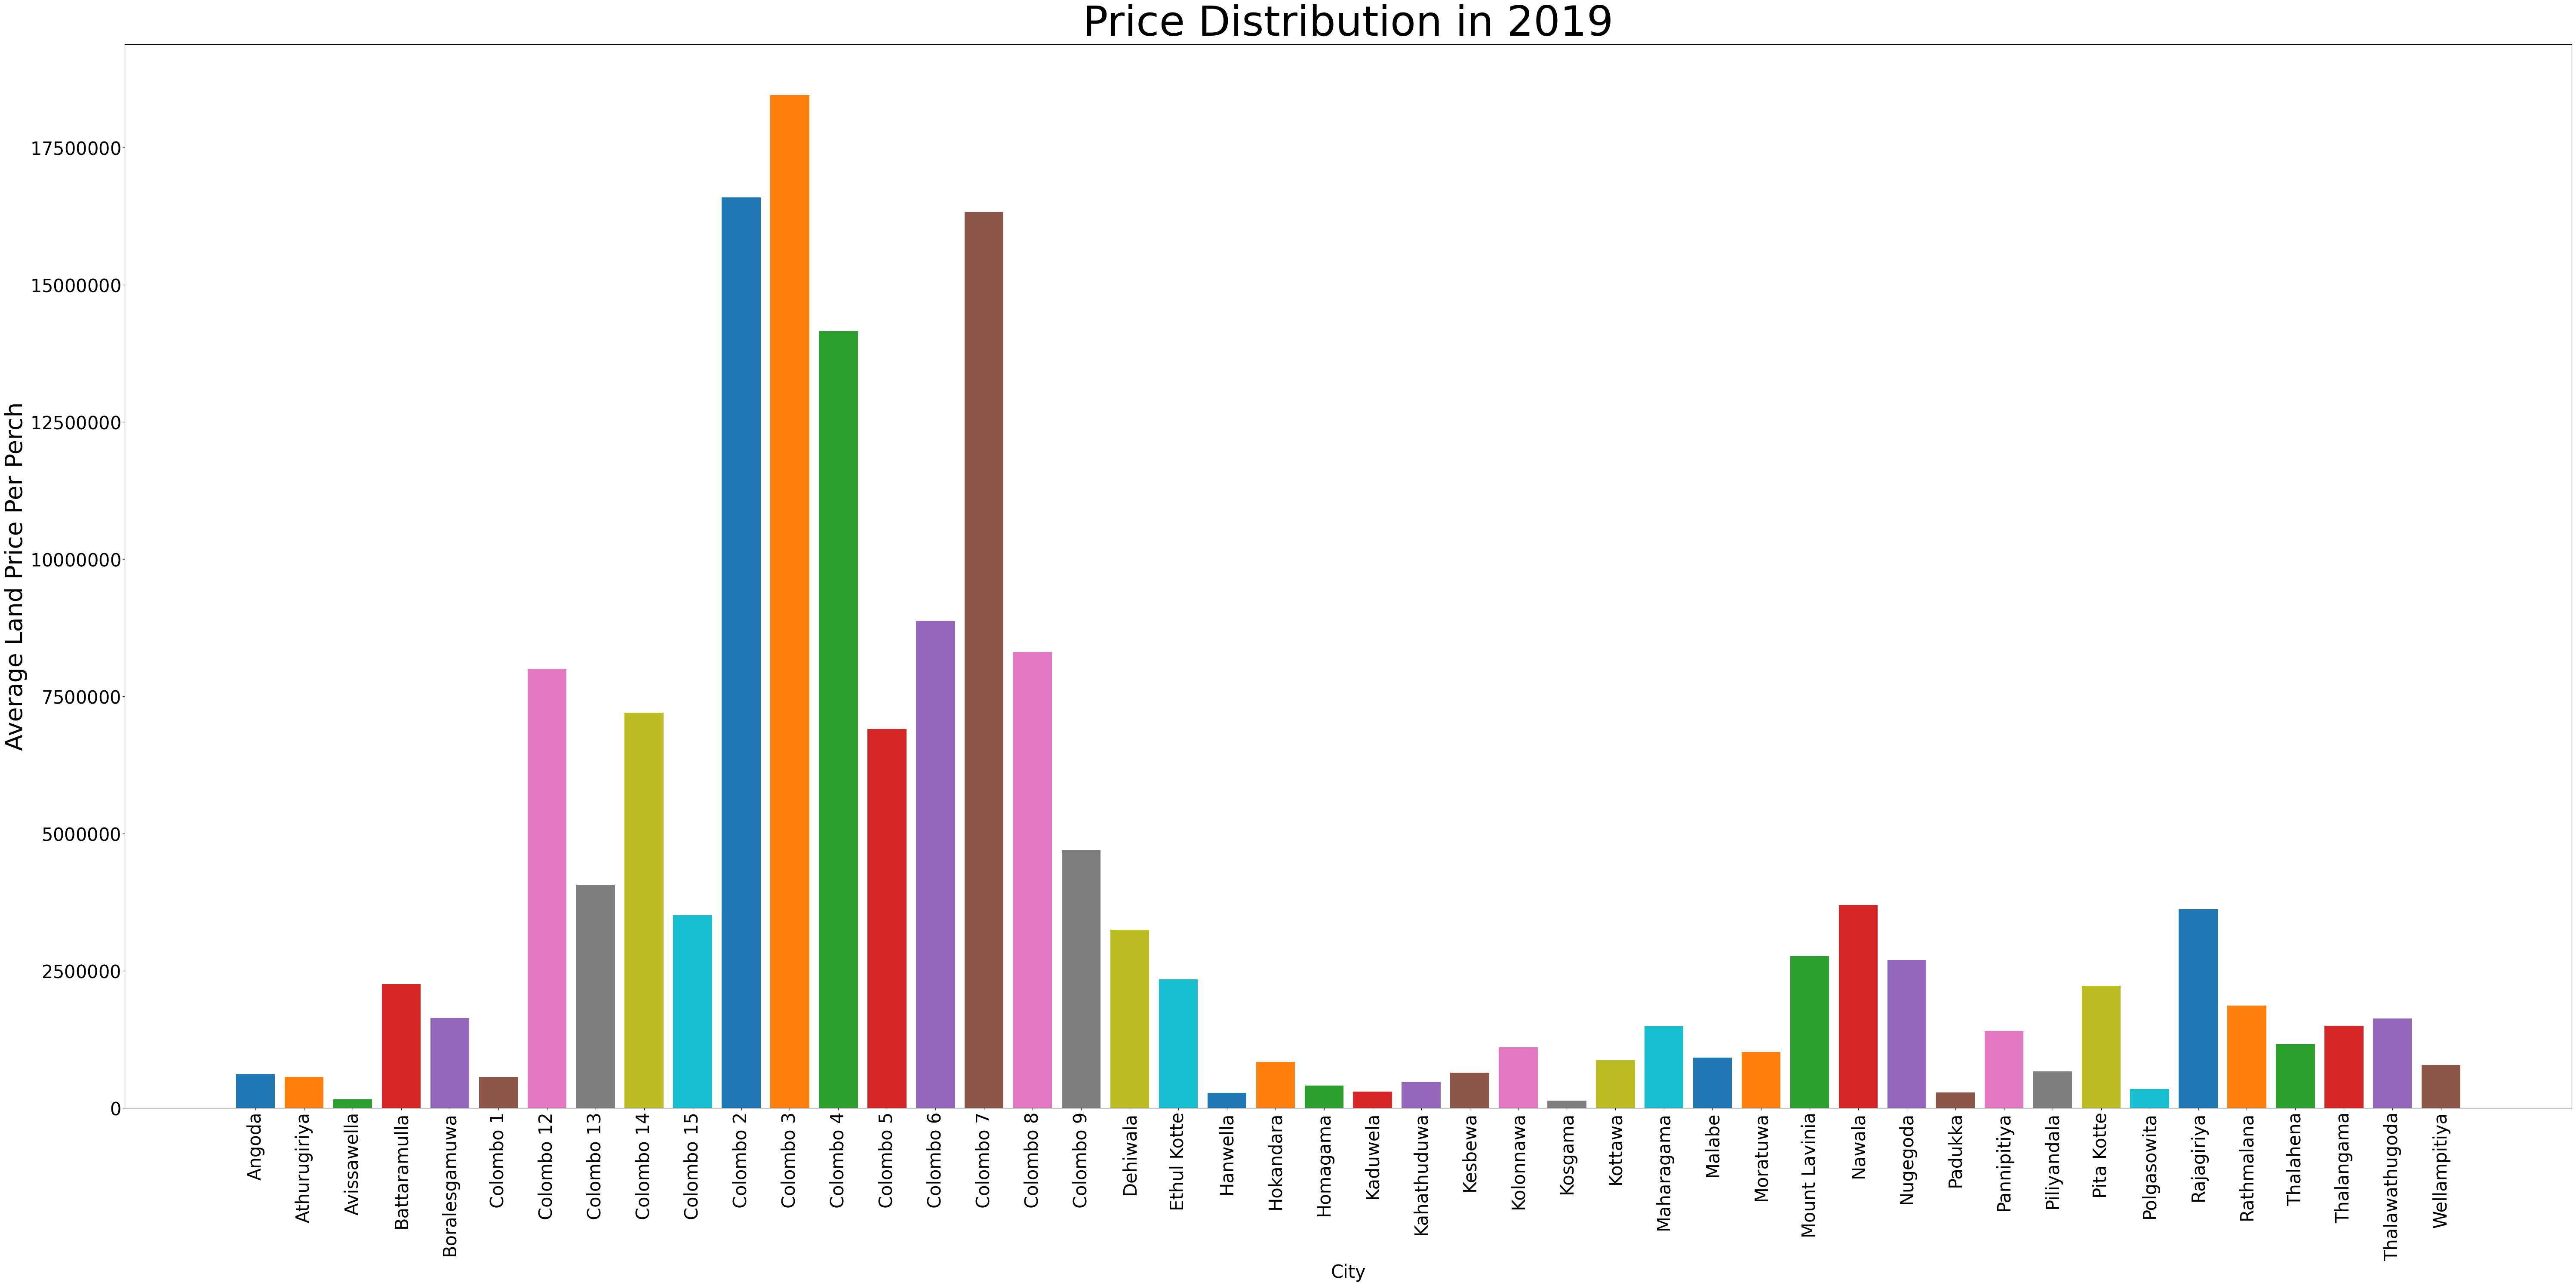 Price Distribution in 2019
Average Land Price Per Perch
17500000
15000000
12500000
10000000
7500000
5000000
2500000
0
Angoda
Athurugiriya
Avissawella
Battaramulla
Boralesgamuwa
Colombo 1
Colombo 12
Colombo 13
Colombo 14
Colombo 15
Colombo 2
Colombo 3
Colombo 4
Colombo 5
Colombo 6
Colombo 7
Colombo 8
Colombo 9
Dehiwala
Ethul Kotte
Hanwella
Hokandara
Homagama
Kaduwela
Kahathuduwa
Kesbewa
Kolonnawa
Kosgama
Kottawa
Maharagama
Malabe
Moratuwa
Mount Lavinia
Nawala
Nugegoda
Padukka
Pannipitiya
Piliyandala
Pita Kotte
Polgasowita
Rajagiriya
Rathmalana
Thalahena
Thalangama
Thalawathugoda
Wellampitiya
City